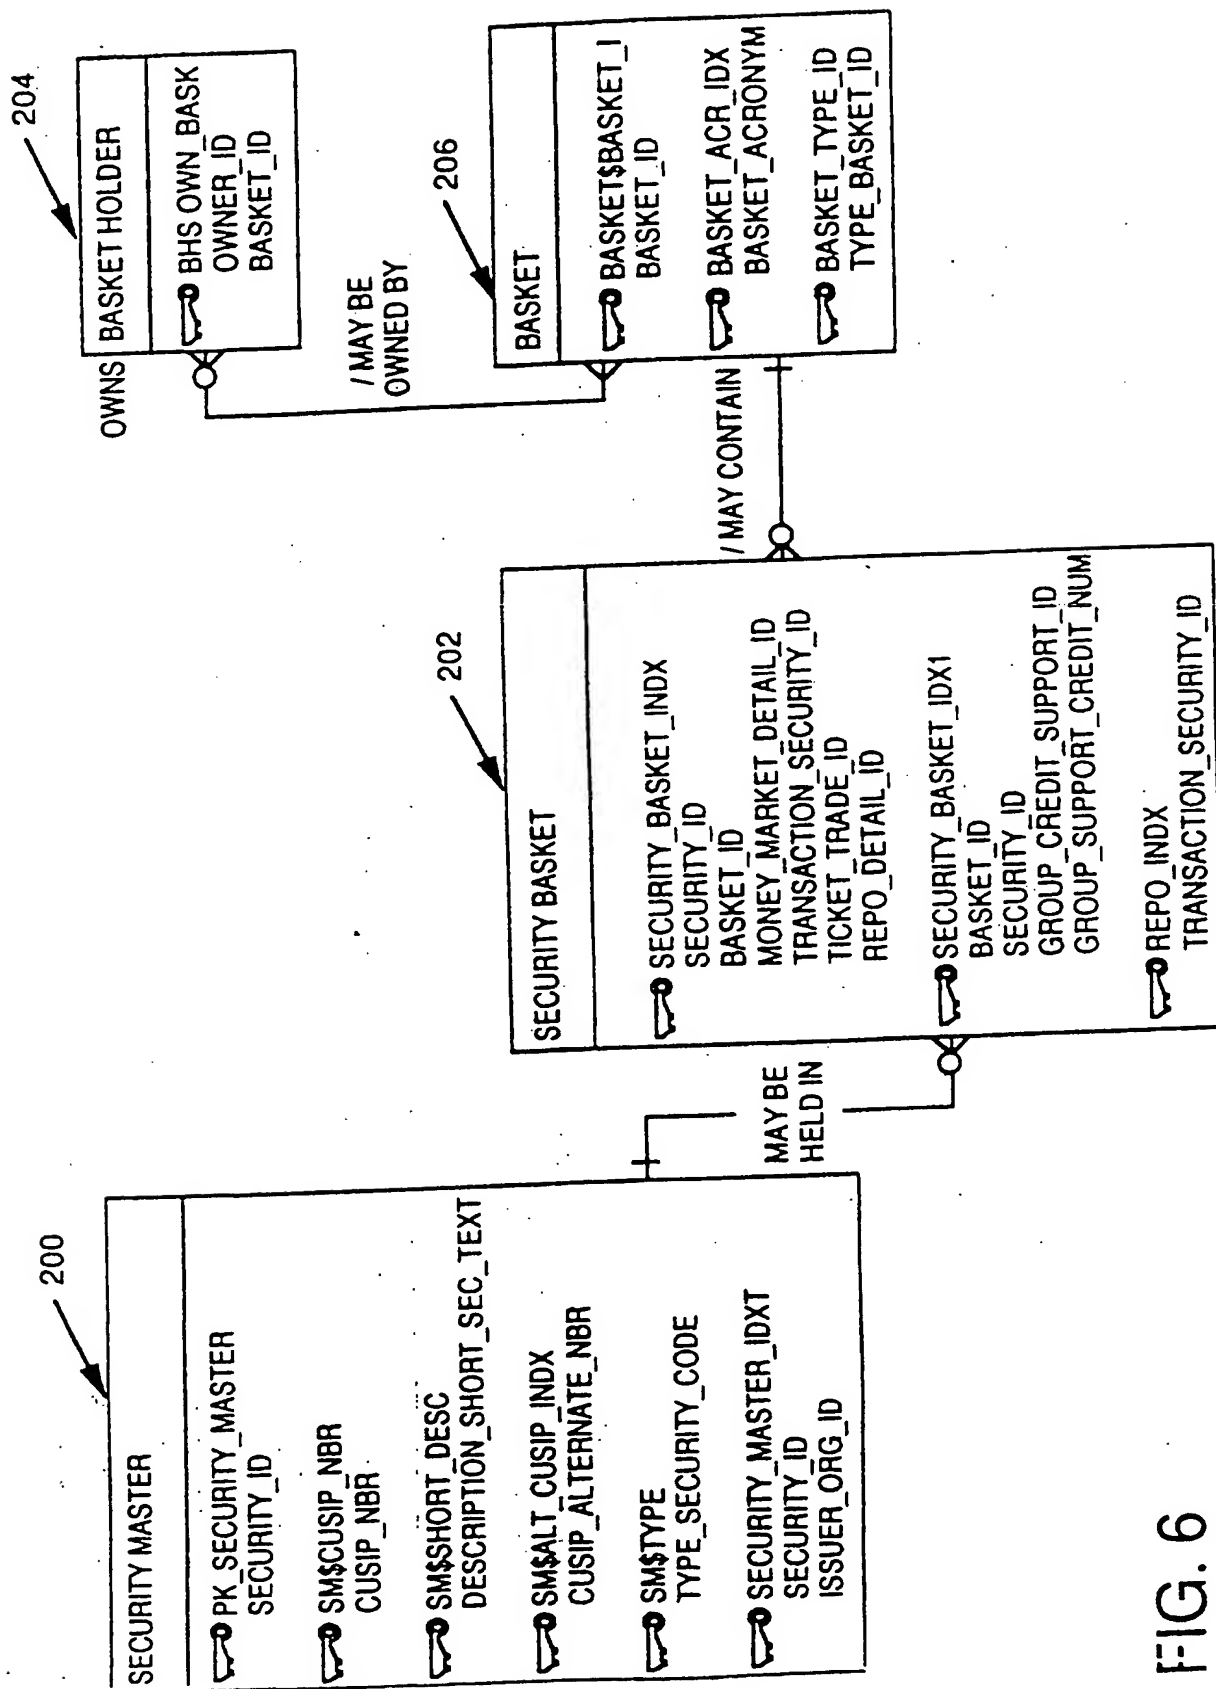 200
SECURITY MASTER
PK_SECURITY_MASTER
SECURITY_ID
SM$CUSIP_NBR
CUSIP_NBR
SM$SHORT_DESC
DESCRIPTION_SHORT_SEC_TEXT
SM$ALT_CUSIP_INDX
CUSIP_ALTERNATE_NBR
SM$TYPE
TYPE_SECURITY_CODE
SECURITY_MASTER_IDXT
SECURITY_ID
ISSUER_ORG_ID
MAY BE
HELD IN
202
SECURITY BASKET
SECURITY_BASKET_INDX
SECURITY_ID
BASKET_ID
MONEY_MARKET_DETAIL_ID
TRANSACTION_SECURITY_ID
TICKET_TRADE_ID
REPO_DETAIL_ID
SECURITY_BASKET_IDX1
BASKET_ID
SECURITY_ID
GROUP_CREDIT_SUPPORT_ID
GROUP_SUPPORT_CREDIT_NUM
REPO_INDX
TRANSACTION_SECURITY_ID
/ MAY CONTAIN
204
OWNS
BASKET HOLDER
BHS OWN_BASK
OWNER_ID
BASKET_ID
/ MAY BE
OWNED BY
206
BASKET
BASKET$BASKET_I
BASKET_ID
BASKET_ACR_IDX
BASKET_ACRONYM
BASKET_TYPE_ID
TYPE_BASKET_ID
FIG. 6